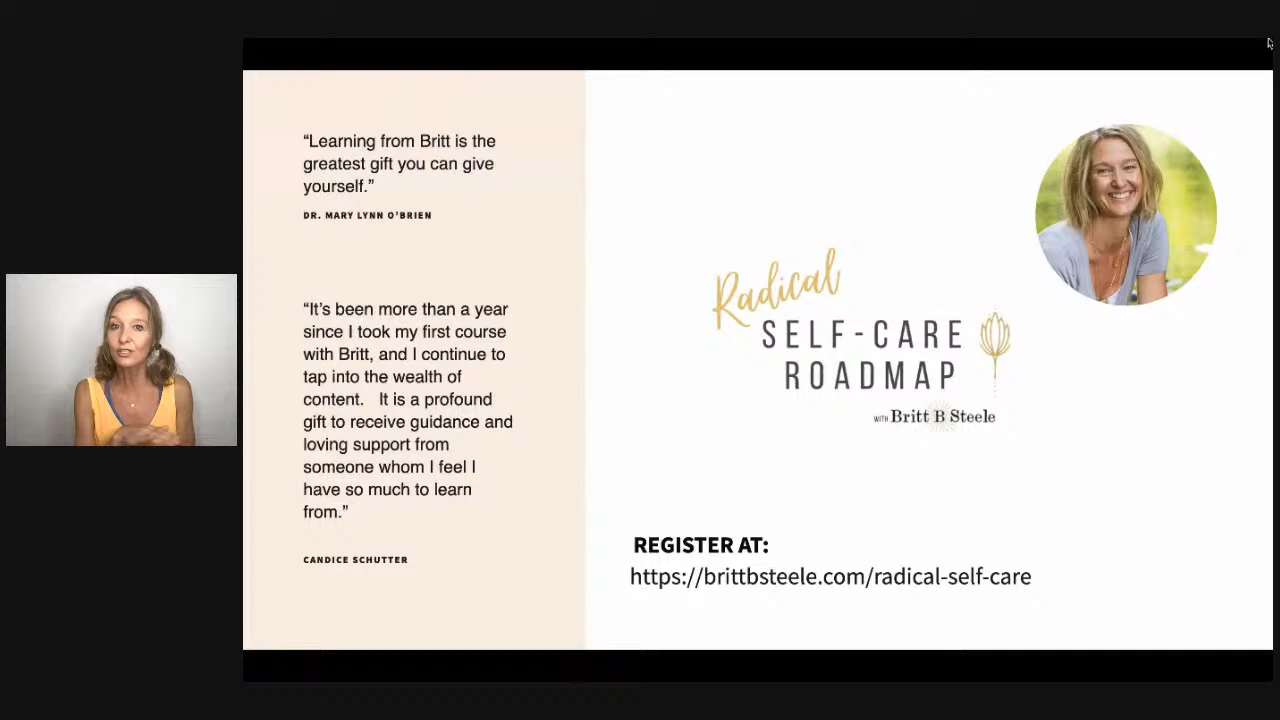 “Learning from Britt is the
greatest gift you can give
yourself.”
DR. MARY LYNN O’BRIEN
“It’s been more than a year
since I took my first course
with Britt, and I continue to
tap into the wealth of
content.   It is a profound
gift to receive guidance and
loving support from
someone whom I feel I
have so much to learn
from.”
CANDICE SCHUTTER
Radical
SELF-CARE
ROADMAP
WITH Britt B Steele
REGISTER AT:
https://brittbsteele.com/radical-self-care